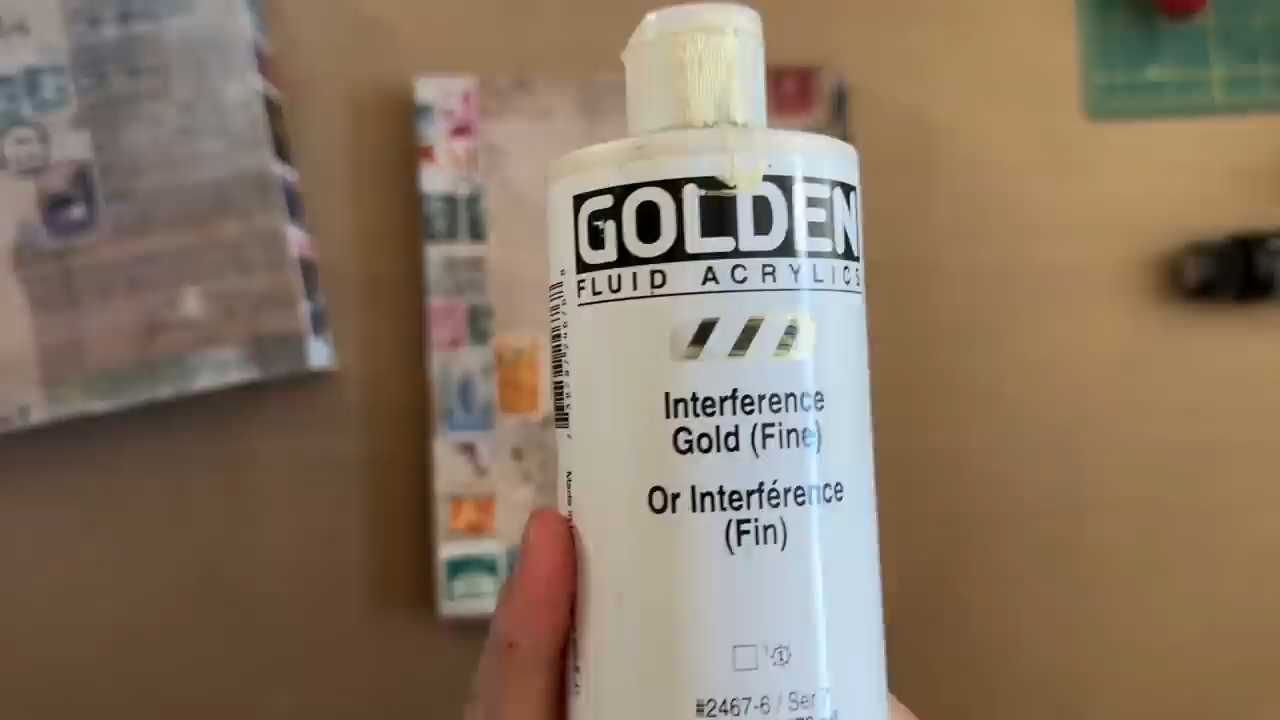 GOLDEN
FLUID ACRYLICS
Interference
Gold (Fine)
Or Interférence
(Fin)
#2467-6 /